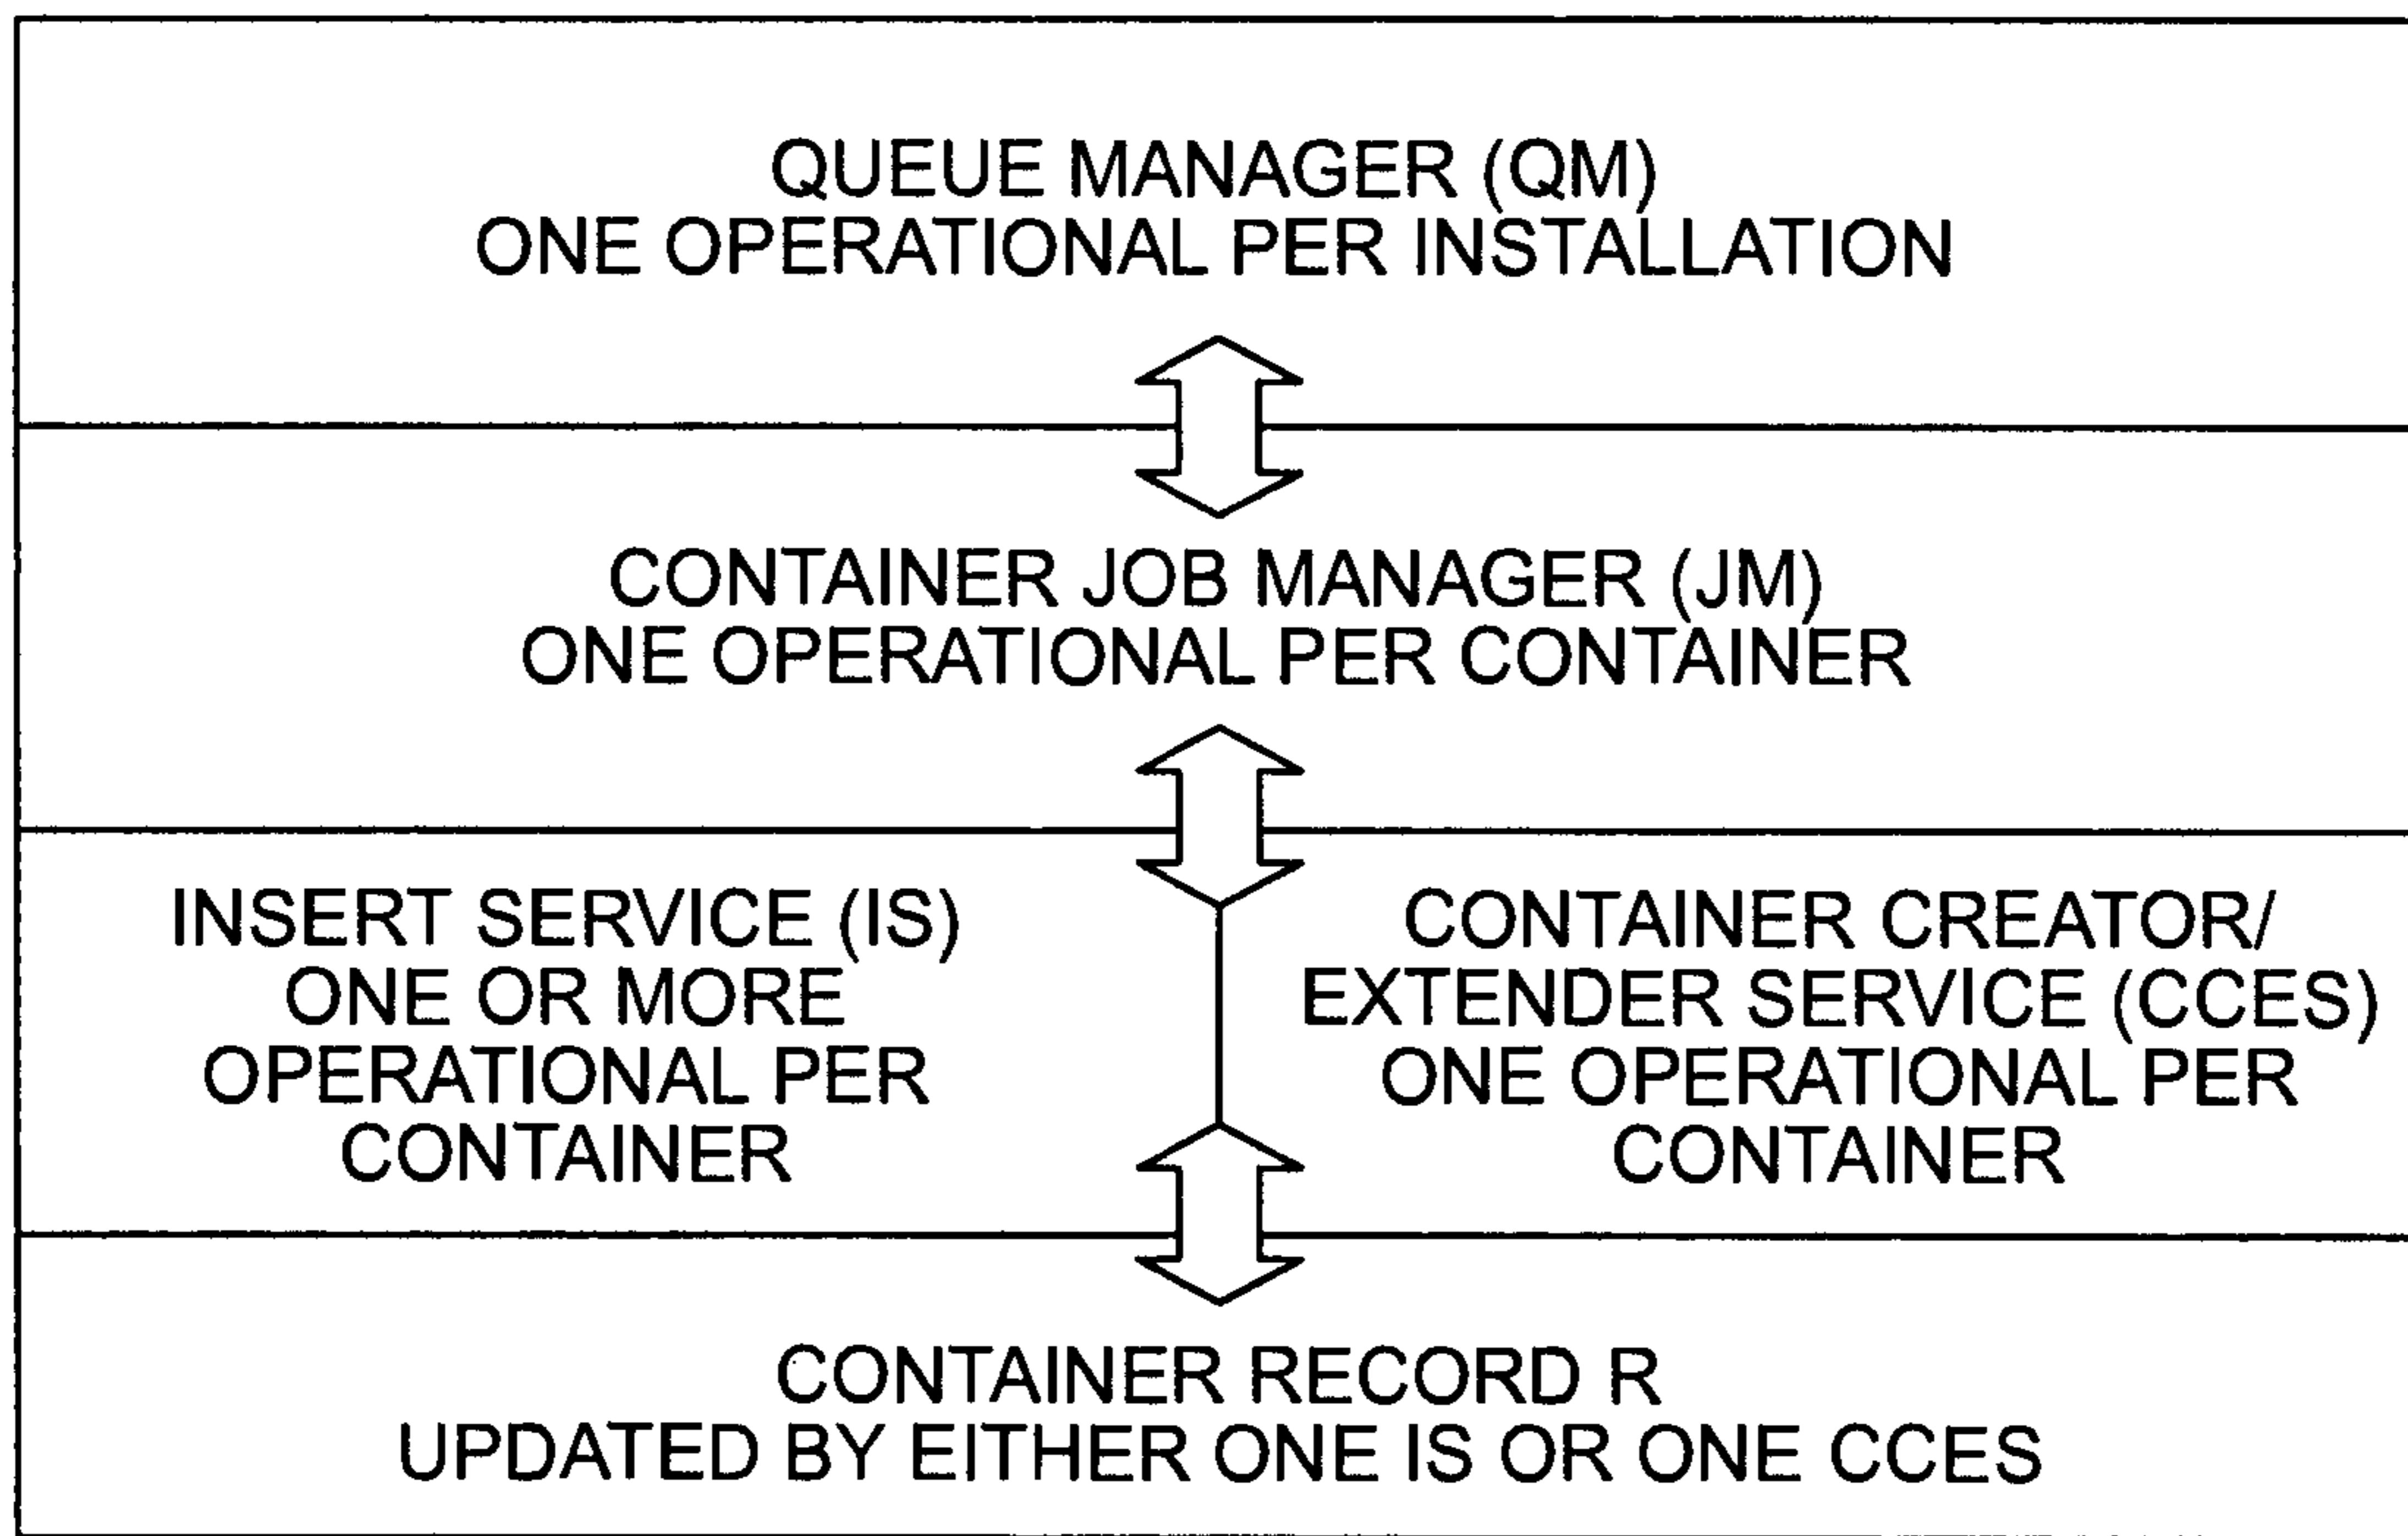 QUEUE MANAGER (QM)
ONE OPERATIONAL PER INSTALLATION
CONTAINER JOB MANAGER (JM)
ONE OPERATIONAL PER CONTAINER
INSERT SERVICE (IS)
ONE OR MORE
OPERATIONAL PER
CONTAINER
CONTAINER CREATOR/
EXTENDER SERVICE (CCES)
ONE OPERATIONAL PER
CONTAINER
CONTAINER RECORD R
UPDATED BY EITHER ONE IS OR ONE CCES